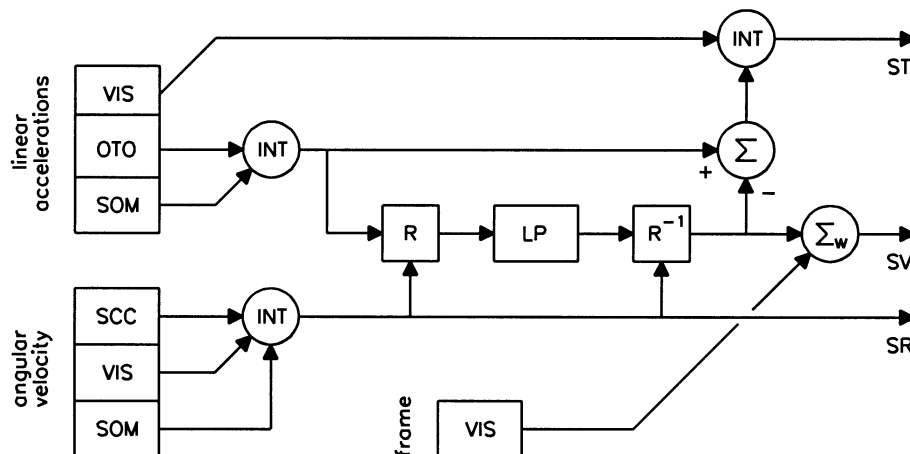 linear
accelerations
VIS
OTO
SOM
INT
INT
ST
Σ
+
−
R
LP
R⁻¹
Σw
SV
angular
velocity
SCC
VIS
SOM
INT
SR
frame
VIS